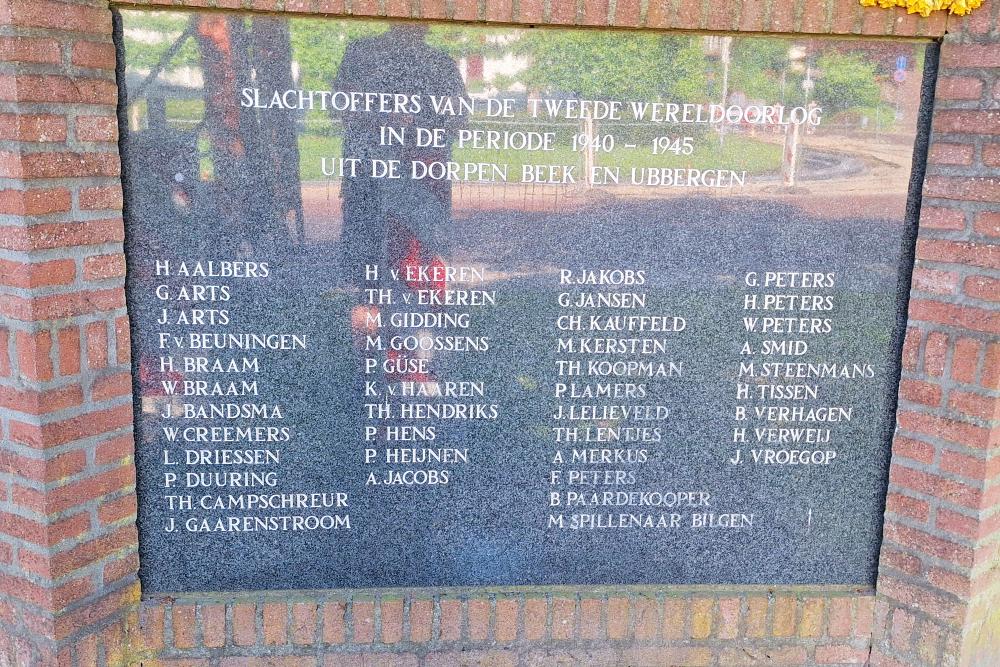 SLACHTOFFERS VAN DE TWEEDE WERELDOORLOG
IN DE PERIODE 1940 - 1945
UIT DE DORPEN BEEK EN UBBERGEN
H. AALBERS
G. ARTS
J. ARTS
F. v BEUNINGEN
H. BRAAM
W. BRAAM
J. BANDSMA
W. CREEMERS
L. DRIESSEN
P. DUURING
TH. CAMPSCHREUR
J. GAARENSTROOM
H v. EKEREN
TH. v EKEREN
M. GIDDING
M. GOOSSENS
P GÜSE
K. v HAAREN
TH. HENDRIKS
P. HENS
P. HEIJNEN
A. JACOBS
R. JAKOBS
G. JANSEN
CH. KAUFFELD
M. KERSTEN
TH. KOOPMAN
P. LAMERS
J. LELIEVELD
TH. LENTJES
A. MERKUS
F. PETERS
B. PAARDEKOOPER
M. SPILLENAAR BILGEN
G. PETERS
H. PETERS
W. PETERS
A. SMID
M. STEENMANS
H. TISSEN
B. VERHAGEN
H. VERWEIJ
J. VROEGOP